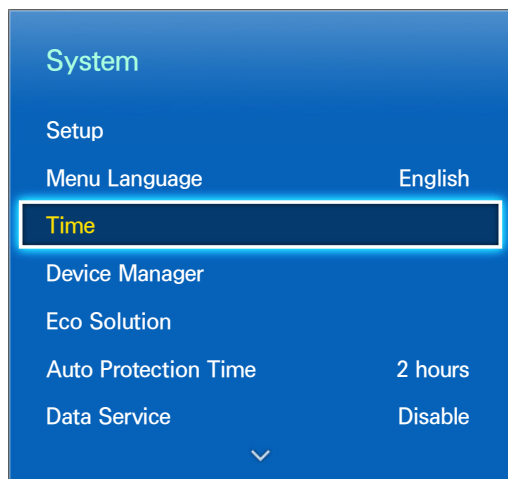 System
Setup
Menu Language English
Time
Device Manager
Eco Solution
Auto Protection Time 2 hours
Data Service Disable